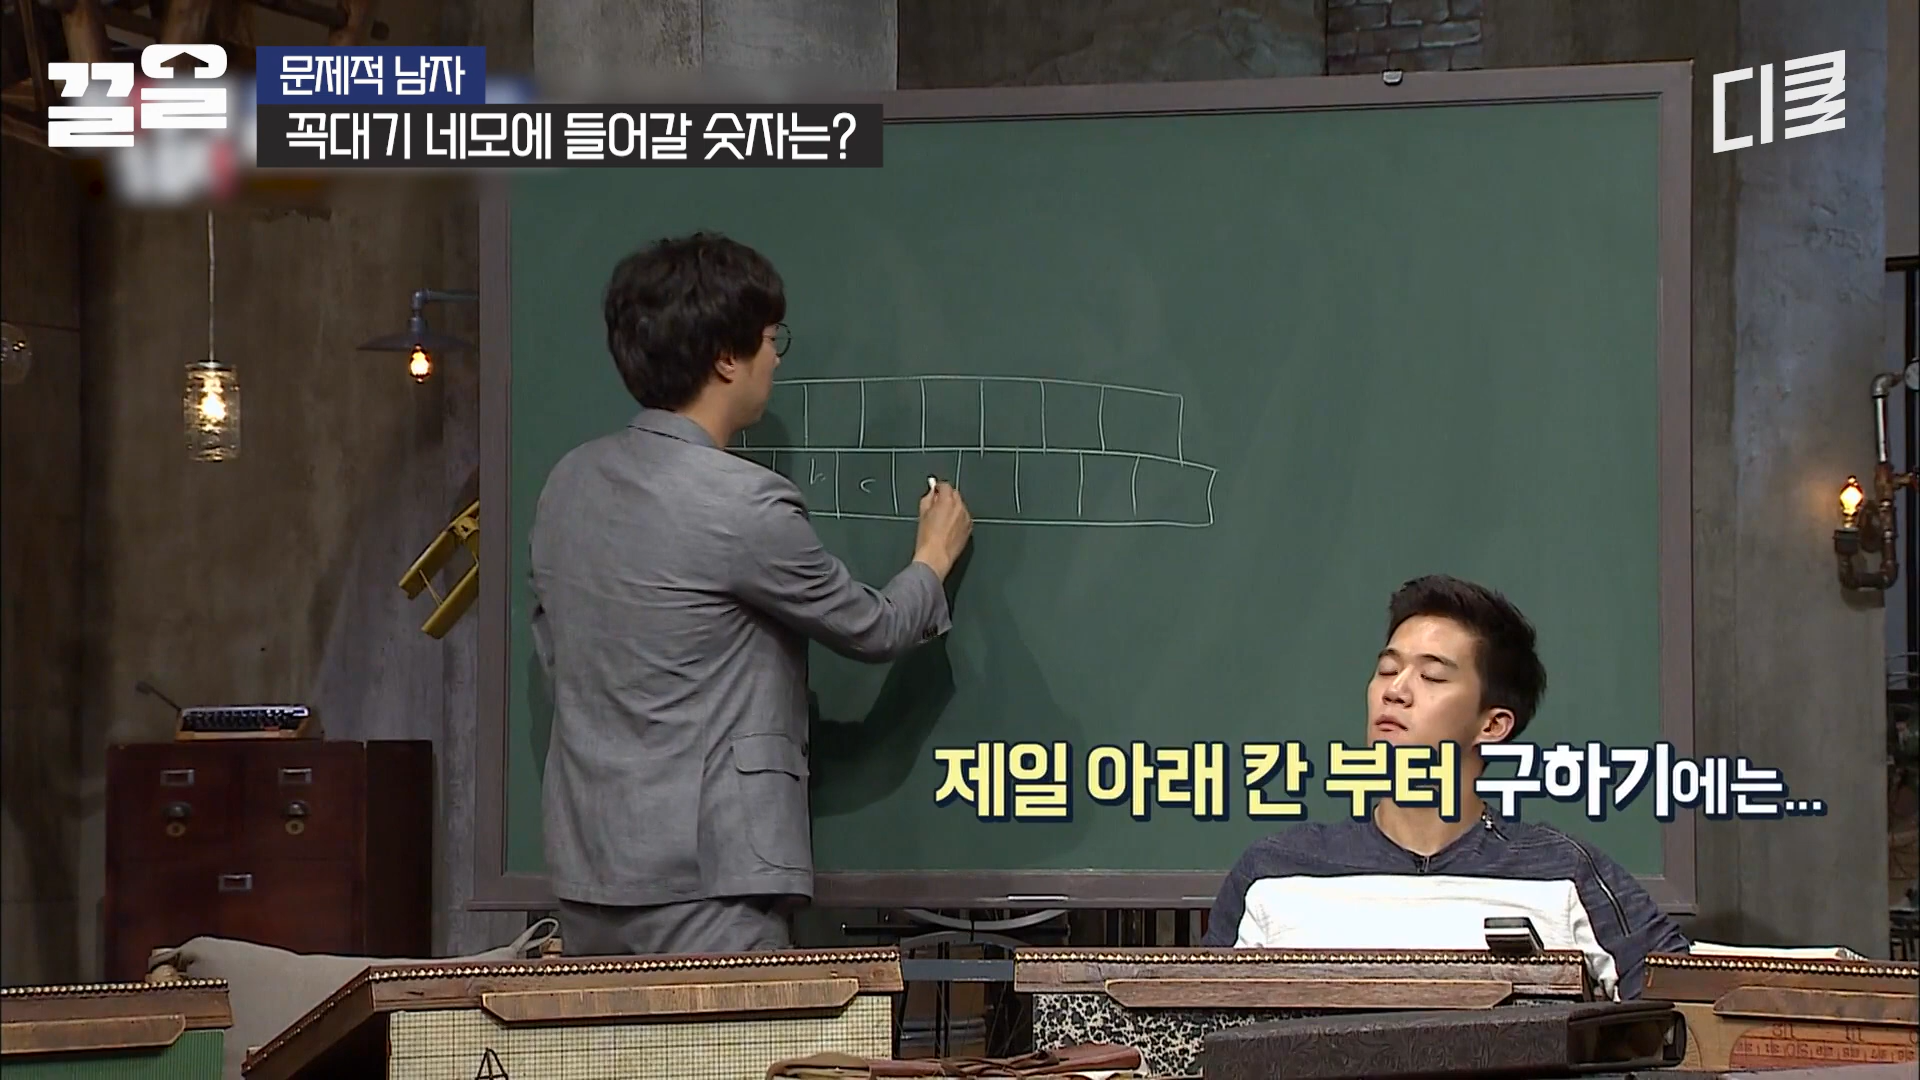 끌올
문제적 남자
꼭대기 네모에 들어갈 숫자는?
디글
b c
제일 아래 칸 부터 구하기에는...